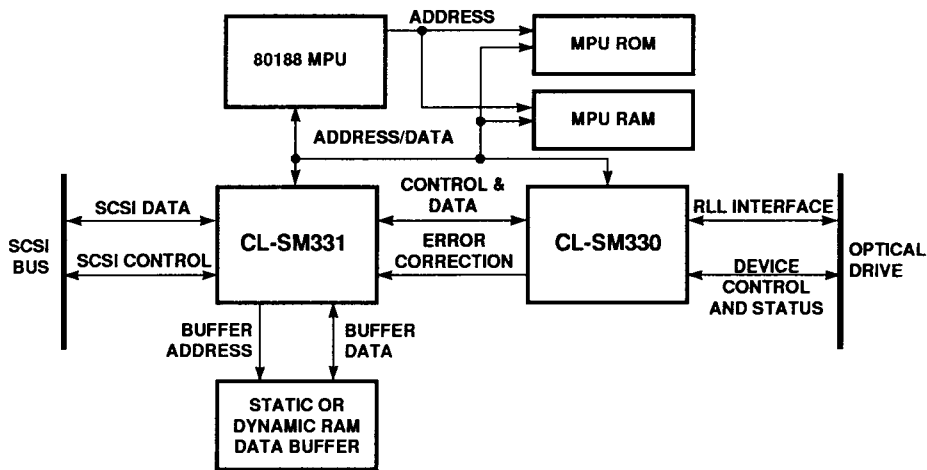 ADDRESS
80188 MPU
MPU ROM
MPU RAM
ADDRESS/DATA
SCSI
BUS
SCSI DATA
SCSI CONTROL
CL-SM331
CONTROL &
DATA
ERROR
CORRECTION
CL-SM330
RLL INTERFACE
DEVICE
CONTROL
AND STATUS
OPTICAL
DRIVE
BUFFER
ADDRESS
BUFFER
DATA
STATIC OR
DYNAMIC RAM
DATA BUFFER